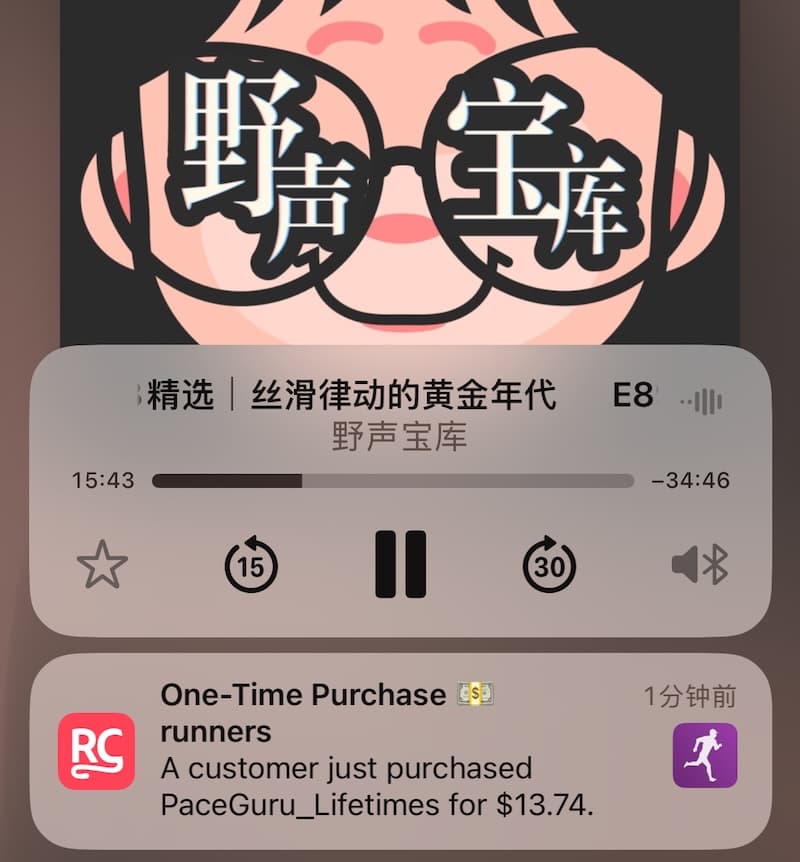 野声 宝库
精选｜丝滑律动的黄金年代 E8
野声宝库
15:43 −34:46
15 30
One-Time Purchase 💵 1分钟前
runners
RC
A customer just purchased
PaceGuru_Lifetimes for $13.74.